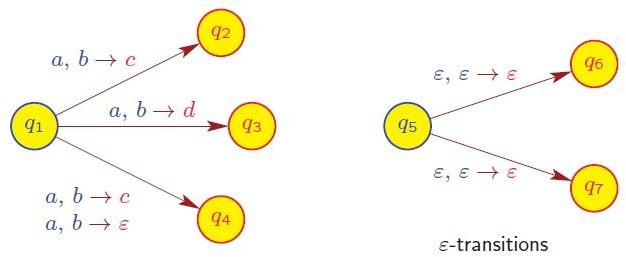 q2
a, b → c
q1
a, b → d
q3
a, b → c
a, b → ε
q4
q6
ε, ε → ε
q5
ε, ε → ε
q7
ε-transitions